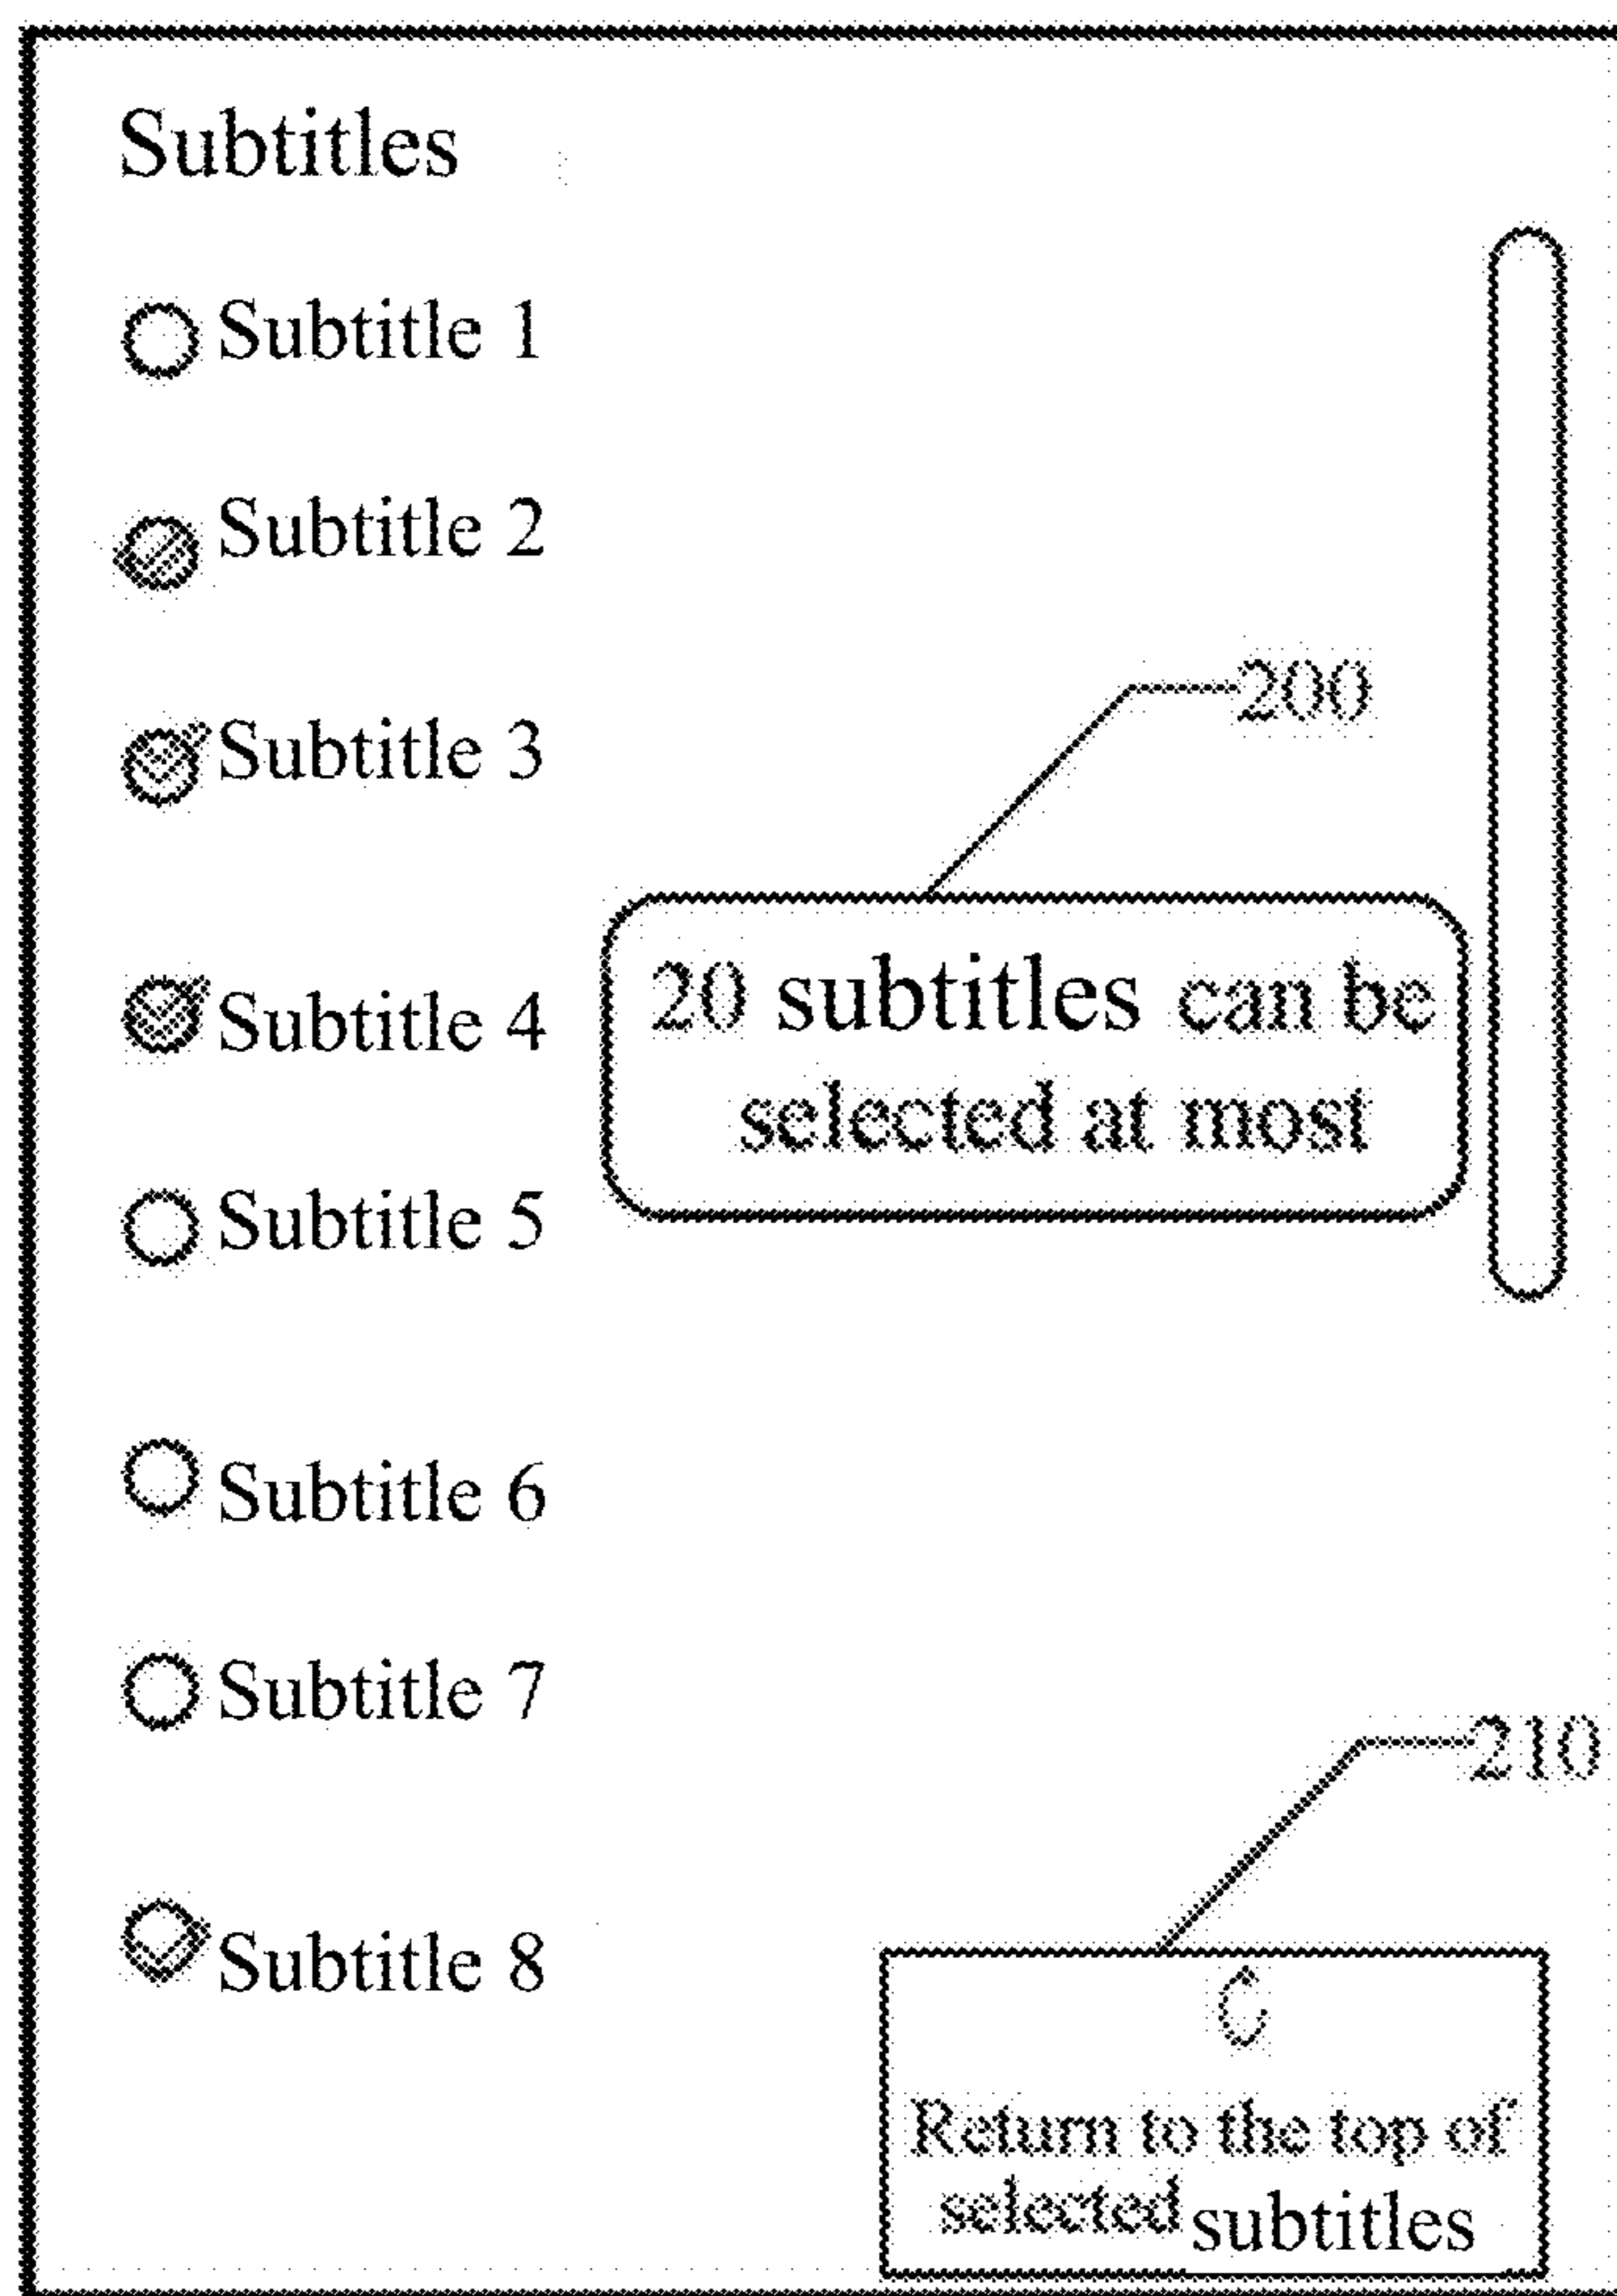 Subtitles
Subtitle 1
Subtitle 2
200
Subtitle 3
20 subtitles can be
selected at most
Subtitle 4
Subtitle 5
Subtitle 6
Subtitle 7
210
Subtitle 8
Return to the top of
selected subtitles